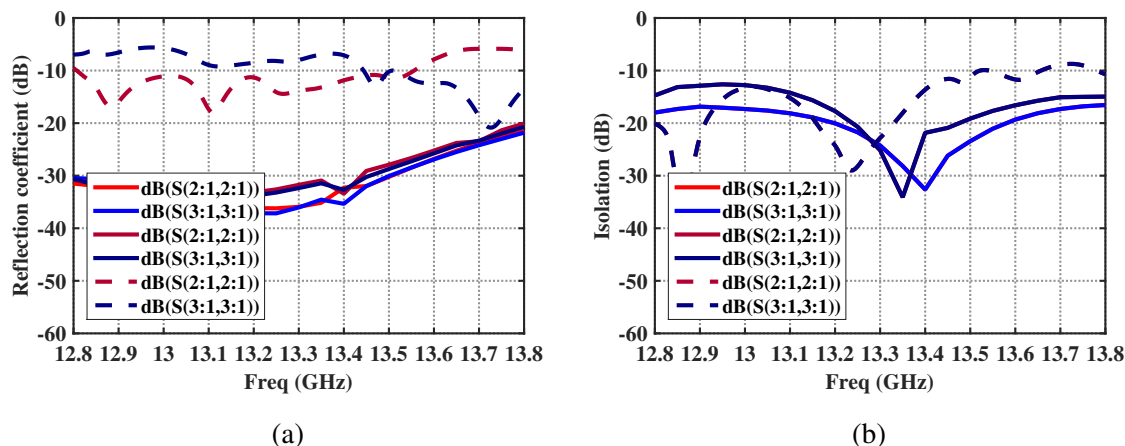 0
-10
-20
-30
-40
-50
-60
Reflection coefficient (dB)
dB(S(2:1,2:1))
dB(S(3:1,3:1))
dB(S(2:1,2:1))
dB(S(3:1,3:1))
dB(S(2:1,2:1))
dB(S(3:1,3:1))
12.8 12.9 13 13.1 13.2 13.3 13.4 13.5 13.6 13.7 13.8
Freq (GHz)
(a)
0
-10
-20
-30
-40
-50
-60
Isolation (dB)
dB(S(2:1,2:1))
dB(S(3:1,3:1))
dB(S(2:1,2:1))
dB(S(3:1,3:1))
dB(S(2:1,2:1))
dB(S(3:1,3:1))
12.8 12.9 13 13.1 13.2 13.3 13.4 13.5 13.6 13.7 13.8
Freq (GHz)
(b)